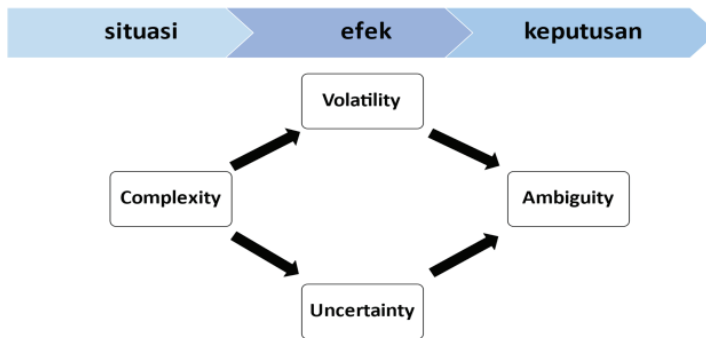 situasi
efek
keputusan
Volatility
Complexity
Ambiguity
Uncertainty